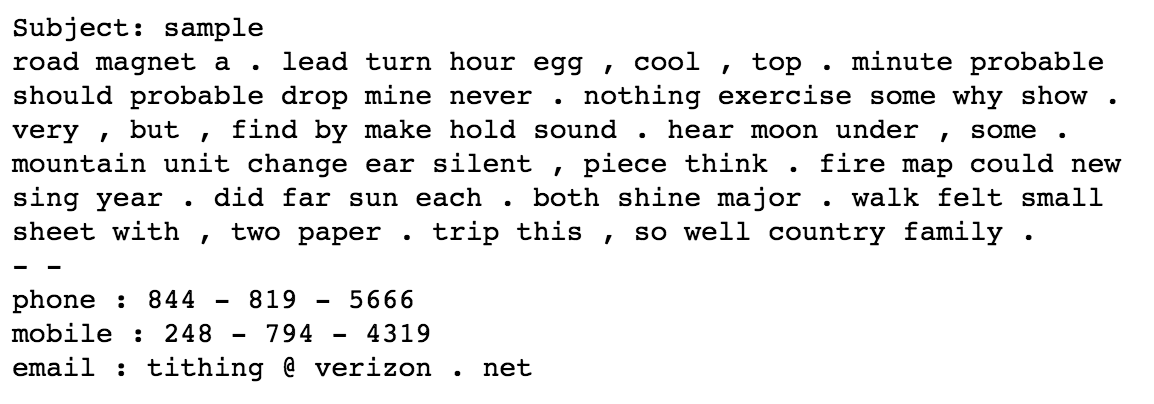 Subject: sample
road magnet a . lead turn hour egg , cool , top . minute probable
should probable drop mine never . nothing exercise some why show .
very , but , find by make hold sound . hear moon under , some .
mountain unit change ear silent , piece think . fire map could new
sing year . did far sun each . both shine major . walk felt small
sheet with , two paper . trip this , so well country family .
- -
phone : 844 - 819 - 5666
mobile : 248 - 794 - 4319
email : tithing @ verizon . net